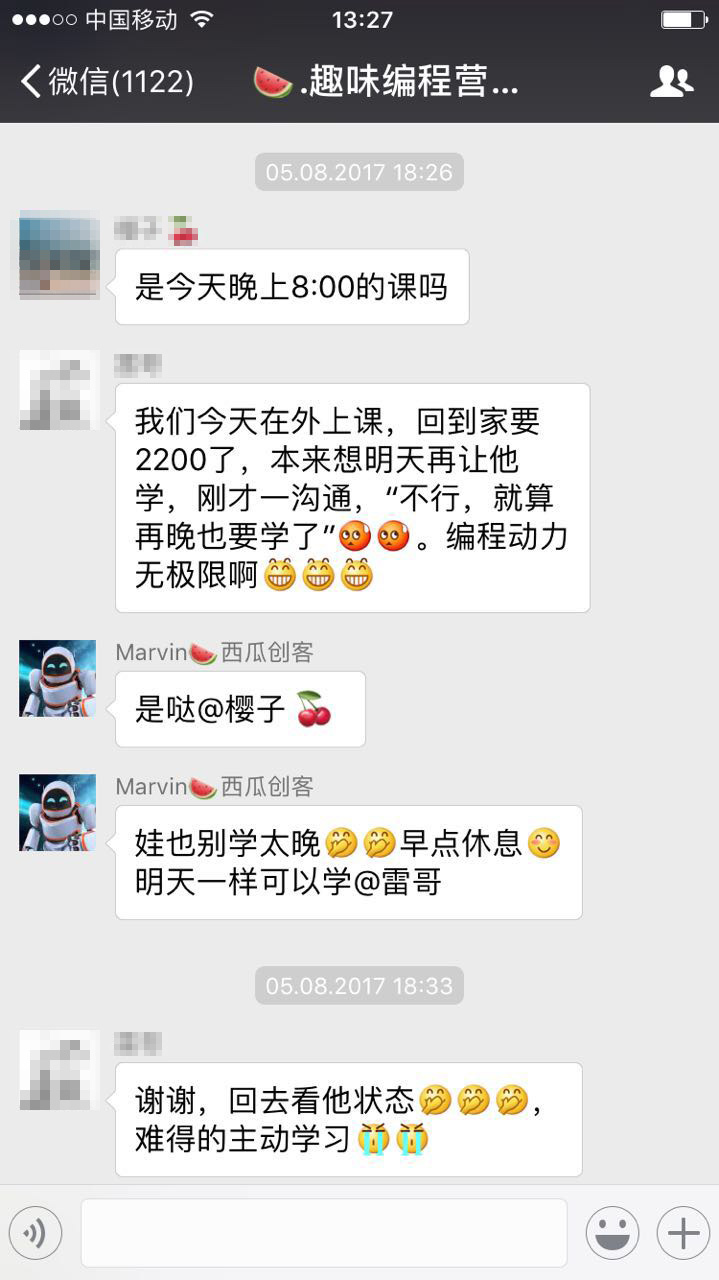 中国移动 13:27
微信(1122) 🍉.趣味编程营...
05.08.2017 18:26
是今天晚上8:00的课吗
我们今天在外上课，回到家要
2200了，本来想明天再让他
学，刚才一沟通，“不行，就算
再晚也要学了”🥵🥵。编程动力
无极限啊😁😁😁
Marvin🍉西瓜创客
是哒@樱子🍒
Marvin🍉西瓜创客
娃也别学太晚🤭🤭早点休息😊
明天一样可以学@雷哥
05.08.2017 18:33
谢谢，回去看他状态🤭🤭🤭，
难得的主动学习😭😭